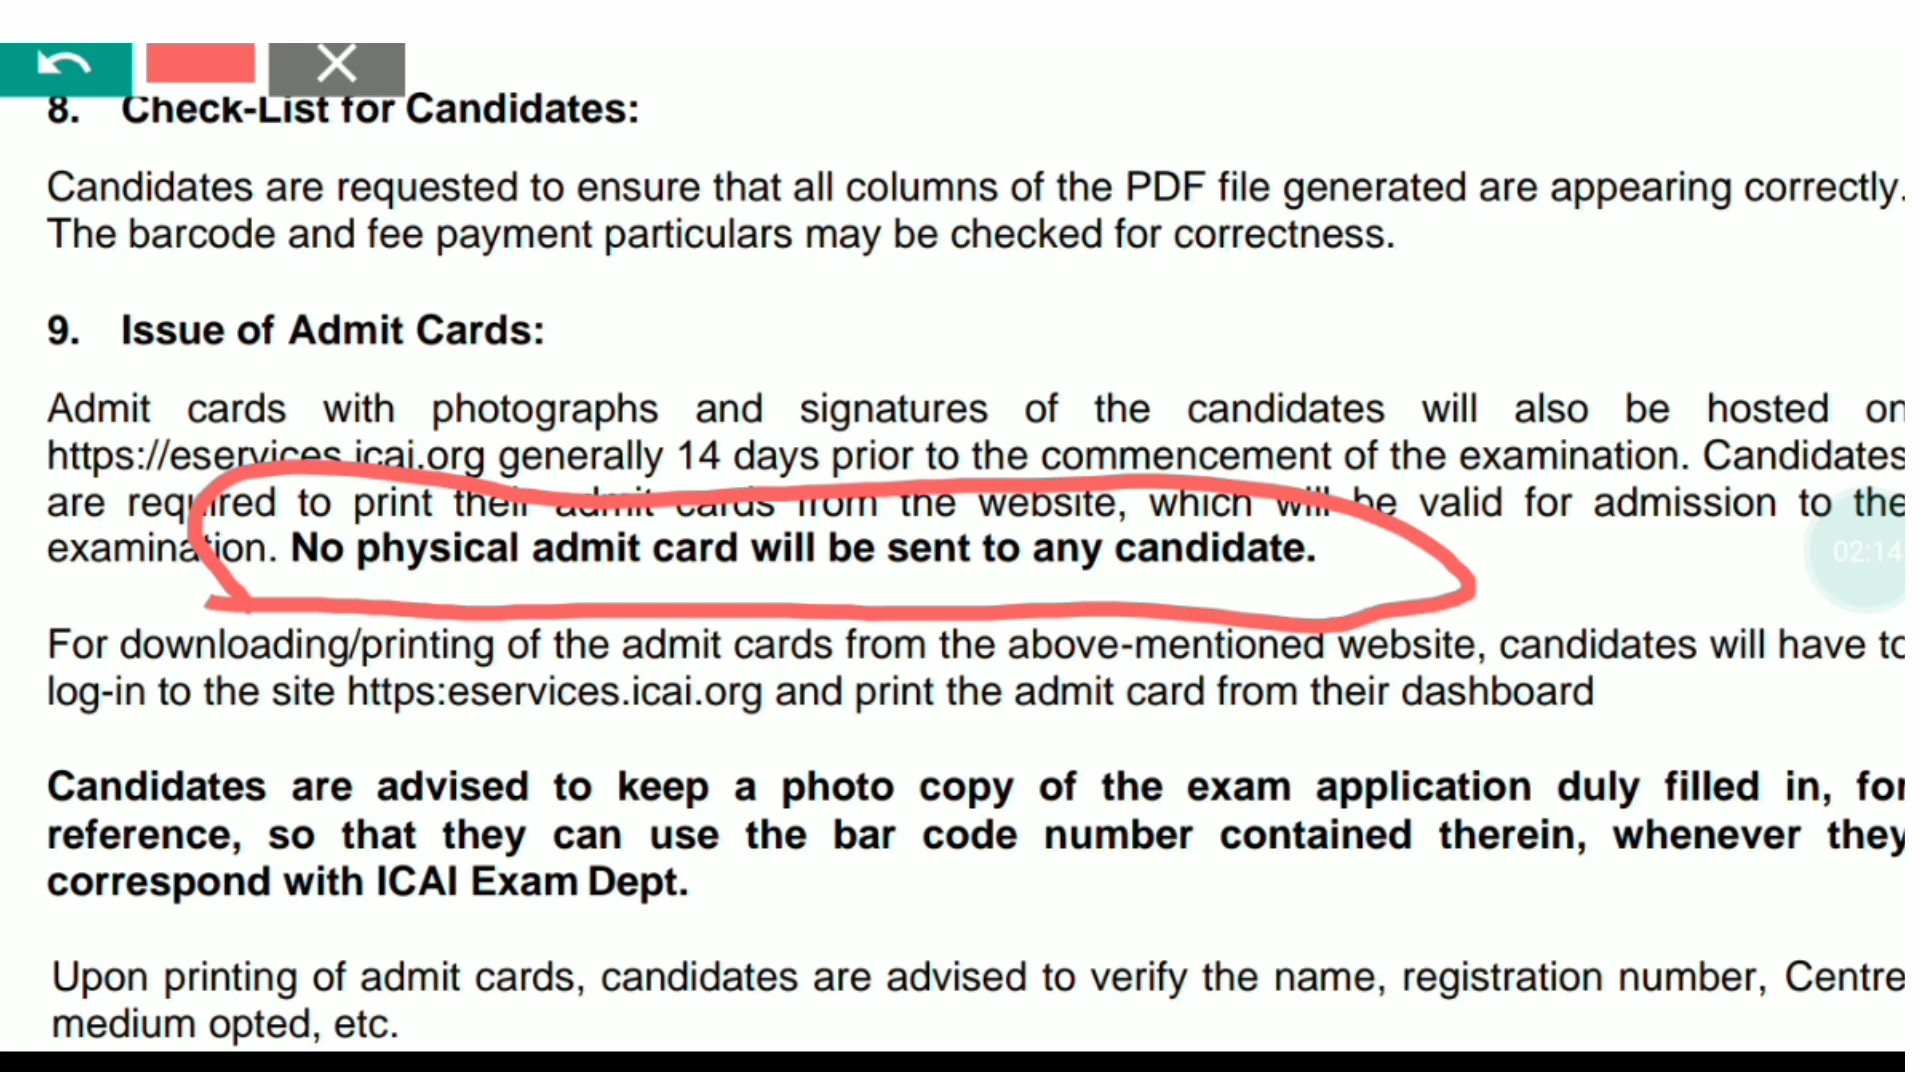 8. Check-List for Candidates:
Candidates are requested to ensure that all columns of the PDF file generated are appearing correctly.
The barcode and fee payment particulars may be checked for correctness.
9. Issue of Admit Cards:
Admit cards with photographs and signatures of the candidates will also be hosted on
https://eservices.icai.org generally 14 days prior to the commencement of the examination. Candidates
are required to print their admit cards from the website, which will be valid for admission to the
examination. No physical admit card will be sent to any candidate.
02:14
For downloading/printing of the admit cards from the above-mentioned website, candidates will have to
log-in to the site https:eservices.icai.org and print the admit card from their dashboard
Candidates are advised to keep a photo copy of the exam application duly filled in, for
reference, so that they can use the bar code number contained therein, whenever they
correspond with ICAI Exam Dept.
Upon printing of admit cards, candidates are advised to verify the name, registration number, Centre
medium opted, etc.